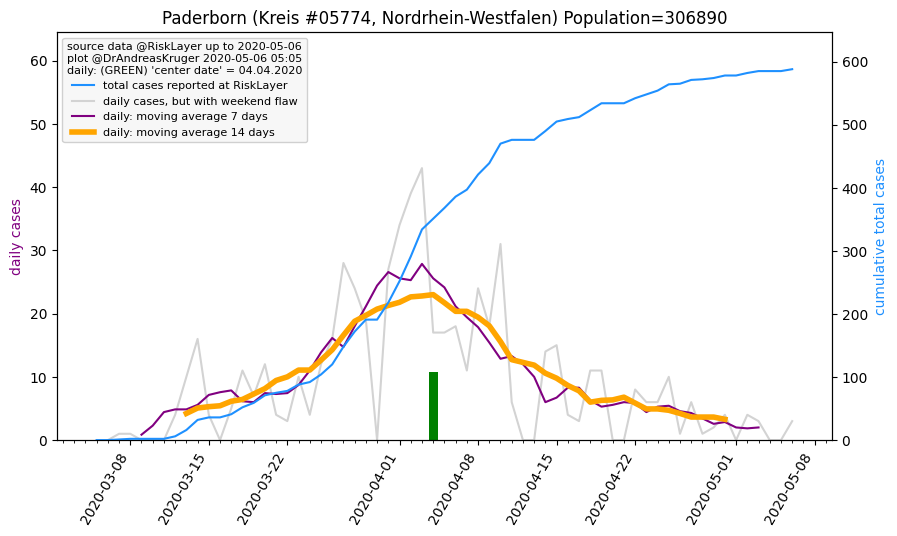 Paderborn (Kreis #05774, Nordrhein-Westfalen) Population=306890
source data @RiskLayer up to 2020-05-06
plot @DrAndreasKruger 2020-05-06 05:05
daily: (GREEN) 'center date' = 04.04.2020
total cases reported at RiskLayer
daily cases, but with weekend flaw
daily: moving average 7 days
daily: moving average 14 days
daily cases
60
50
40
30
20
10
0
600
500
400
300
200
100
0
cumulative total cases
2020-03-08
2020-03-15
2020-03-22
2020-04-01
2020-04-08
2020-04-15
2020-04-22
2020-05-01
2020-05-08